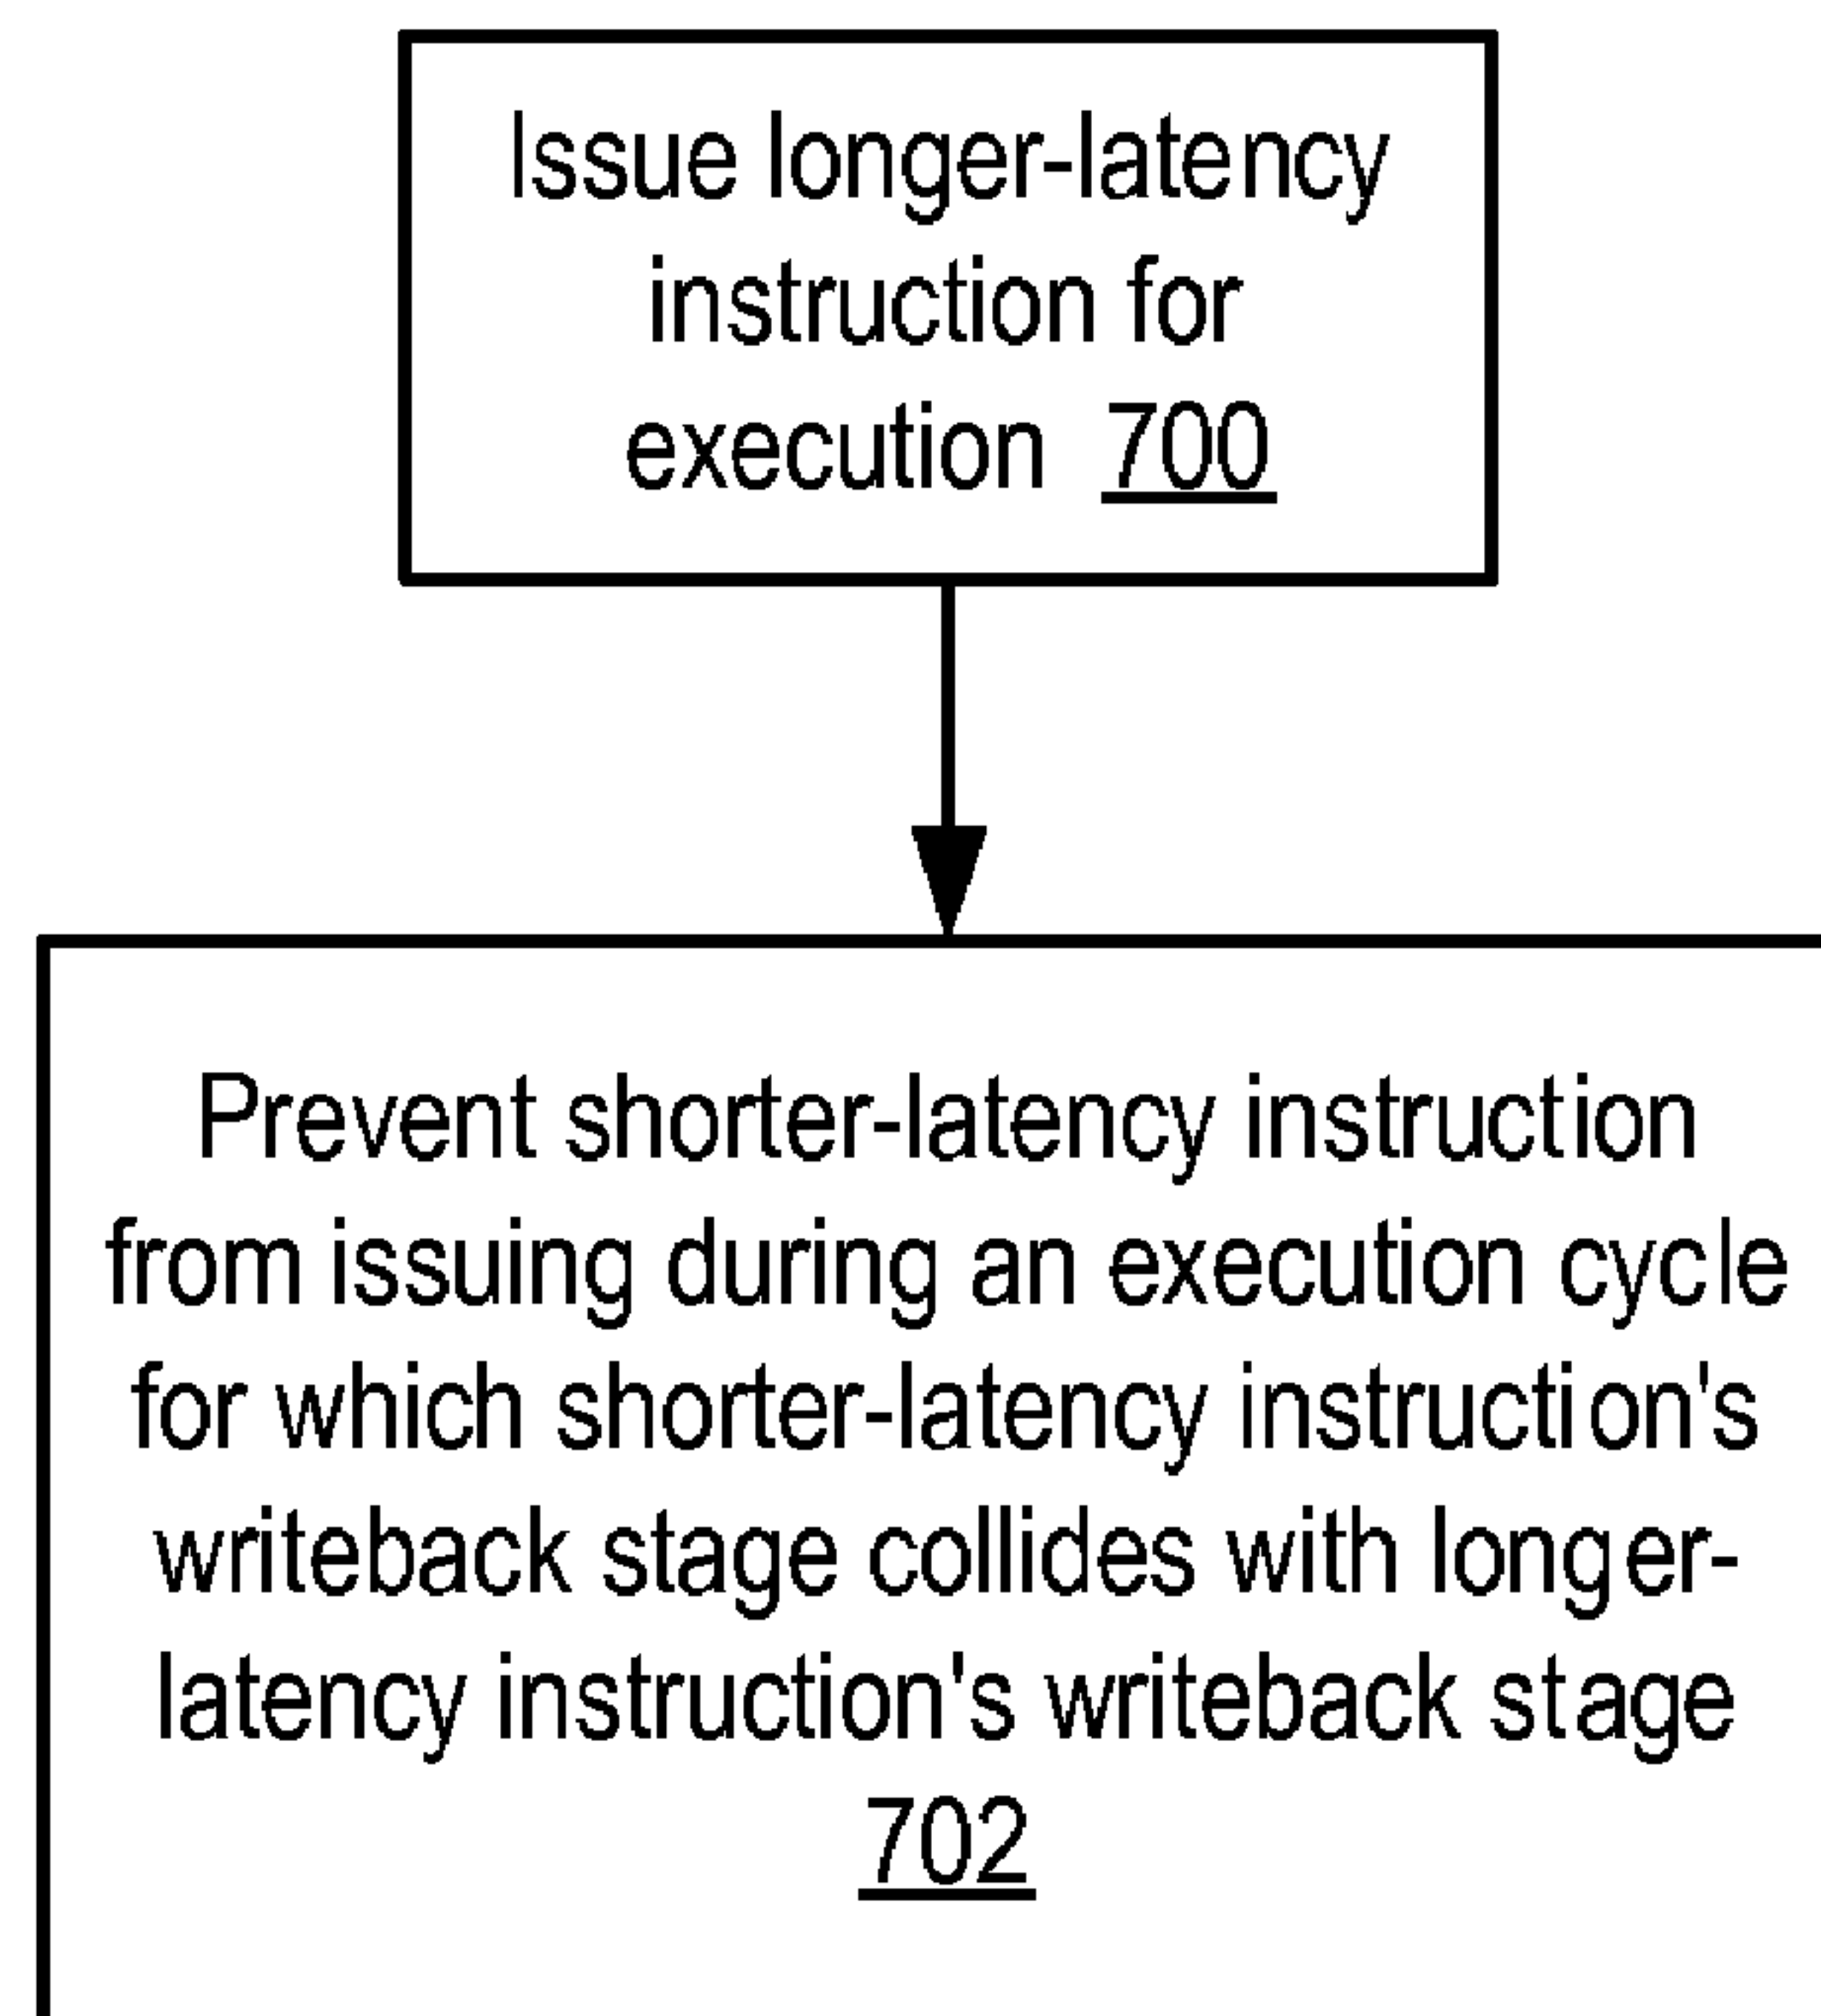 Issue longer-latency
instruction for
execution 700
Prevent shorter-latency instruction
from issuing during an execution cycle
for which shorter-latency instruction's
writeback stage collides with longer-
latency instruction's writeback stage
702